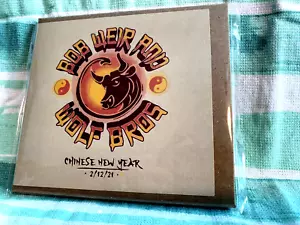 BOB WEIR AND
WOLF BROS
CHINESE NEW YEAR
• 2/12/21 •